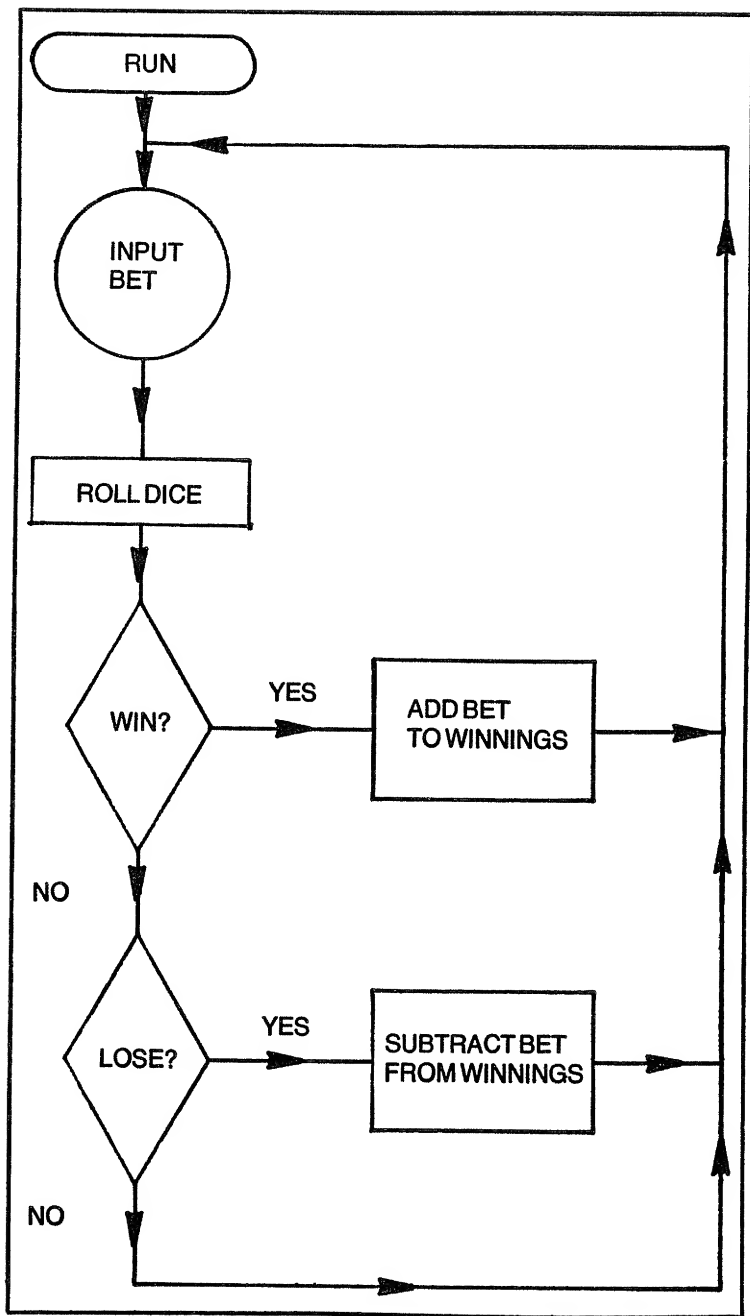 RUN
INPUT
BET
ROLL DICE
WIN?
YES
ADD BET
TO WINNINGS
NO
LOSE?
YES
SUBTRACT BET
FROM WINNINGS
NO